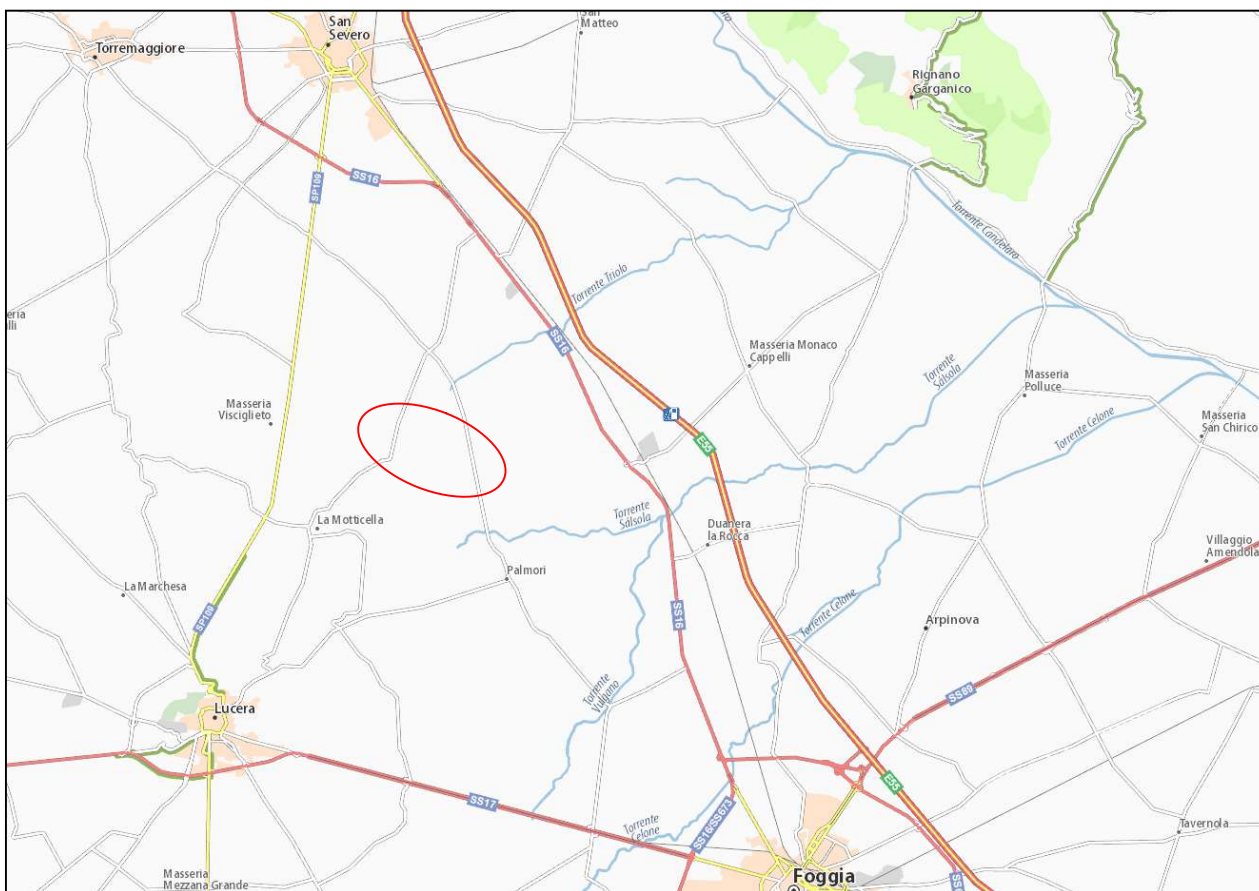 San
Severo
Torremaggiore
Matteo
Rignano
Garganico
SS16
SP109
Torrente Candelaro
Torrente Triolo
SS16
Masseria Monaco
Cappelli
Torrente
Sàlsola
Masseria
Polluce
Masseria
Visciglieto
Torrente Celone
Masseria
San Chirico
E55
La Motticella
Torrente
Sàlsola
Duanera
la Rocca
Villaggio
Amendola
La Marchesa
Palmori
SP109
SS16
Torrente Celone
Arpinova
Torrente
Vulgano
SS89
Lucera
E55
SS17
SS16/SS673
Torrente
Celone
Tavernola
Masseria
Mezzana Grande
Foggia